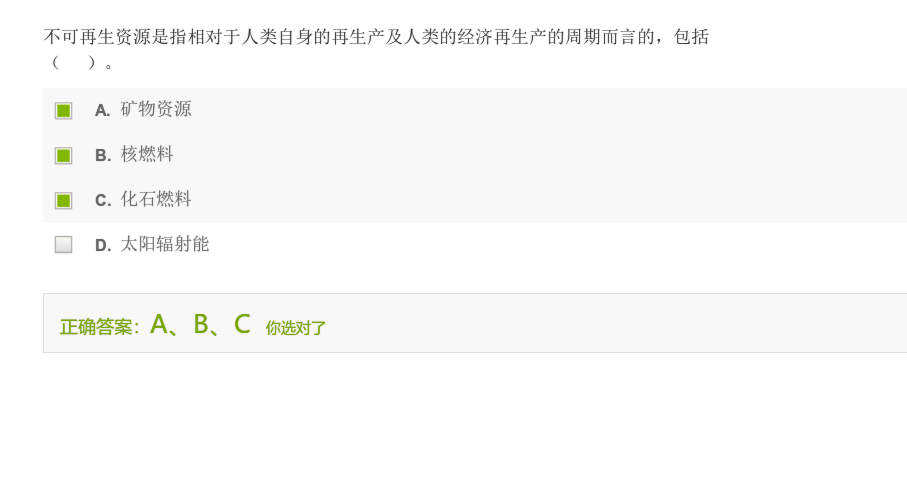 不可再生资源是指相对于人类自身的再生产及人类的经济再生产的周期而言的，包括
（　）。
A. 矿物资源
B. 核燃料
C. 化石燃料
D. 太阳辐射能
正确答案：A、B、C 你选对了